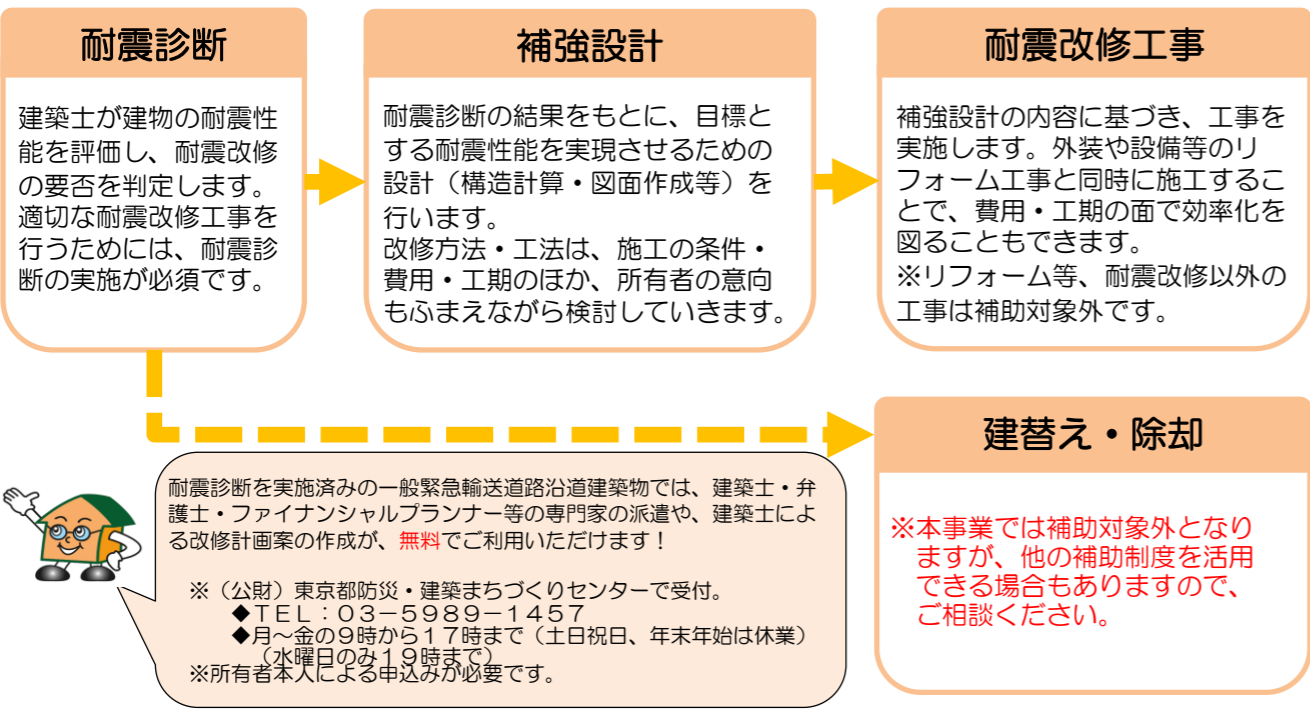 耐震診断
建築士が建物の耐震性
能を評価し、耐震改修
の要否を判定します。
適切な耐震改修工事を
行うためには、耐震診
断の実施が必須です。
補強設計
耐震診断の結果をもとに、目標と
する耐震性能を実現させるための
設計（構造計算・図面作成等）を
行います。
改修方法・工法は、施工の条件・
費用・工期のほか、所有者の意向
もふまえながら検討していきます。
耐震改修工事
補強設計の内容に基づき、工事を
実施します。外装や設備等のリ
フォーム工事と同時に施工するこ
とで、費用・工期の面で効率化を
図ることもできます。
※リフォーム等、耐震改修以外の
工事は補助対象外です。
建替え・除却
※本事業では補助対象外となり
ますが、他の補助制度を活用
できる場合もありますので、
ご相談ください。
耐震診断を実施済みの一般緊急輸送道路沿道建築物では、建築士・弁
護士・ファイナンシャルプランナー等の専門家の派遣や、建築士によ
る改修計画案の作成が、無料でご利用いただけます！
※（公財）東京都防災・建築まちづくりセンターで受付。
◆ＴＥＬ：０３－５９８９－１４５７
◆月～金の９時から１７時まで（土日祝日、年末年始は休業）
（水曜日のみ１９時まで）
※所有者本人による申込みが必要です。